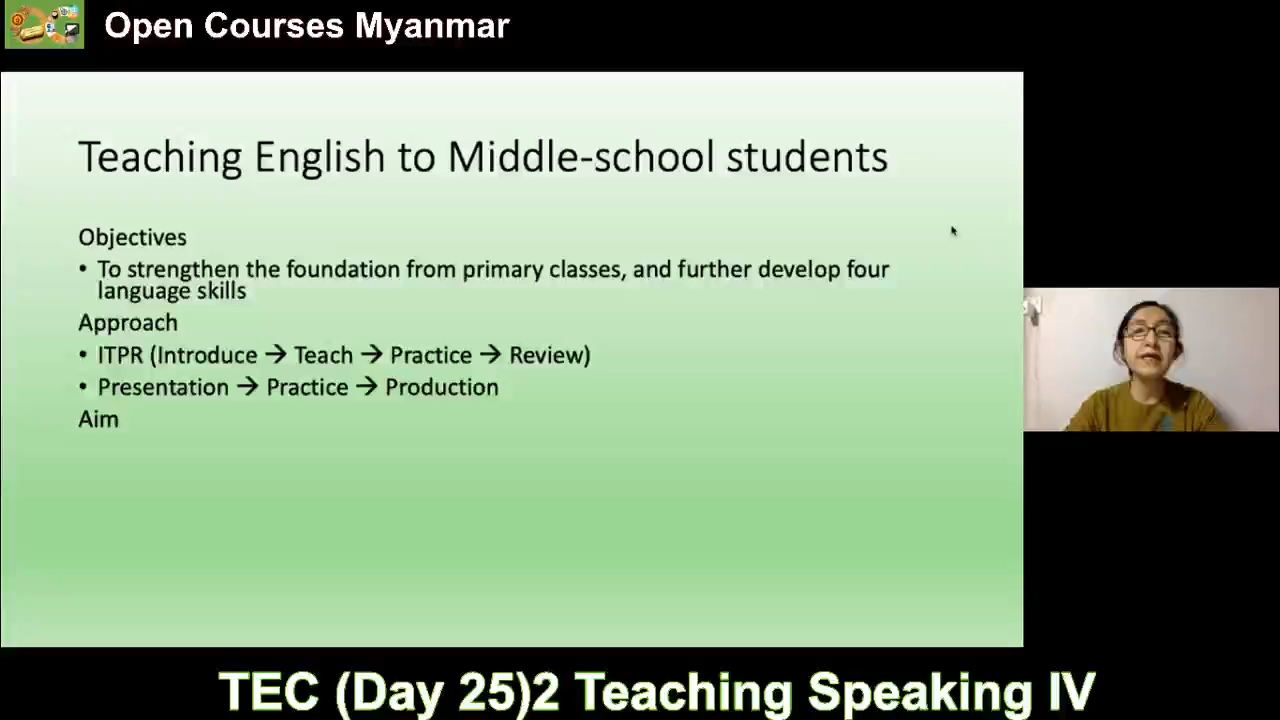 Open Courses Myanmar
Teaching English to Middle-school students
Objectives
• To strengthen the foundation from primary classes, and further develop four
language skills
Approach
• ITPR (Introduce → Teach → Practice → Review)
• Presentation → Practice → Production
Aim
TEC (Day 25)2 Teaching Speaking IV